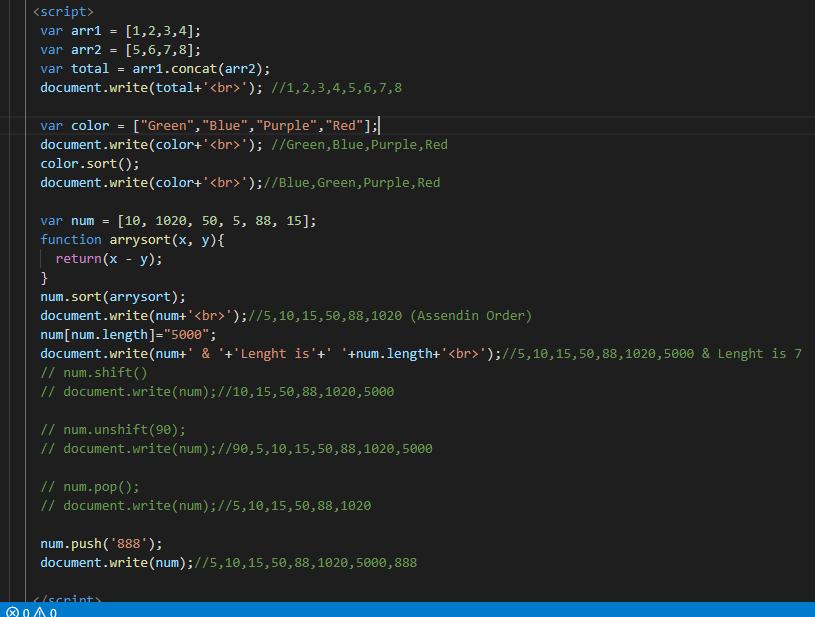 <script>
var arr1 = [1,2,3,4];
var arr2 = [5,6,7,8];
var total = arr1.concat(arr2);
document.write(total+'<br>'); //1,2,3,4,5,6,7,8
var color = ["Green","Blue","Purple","Red"];
document.write(color+'<br>'); //Green,Blue,Purple,Red
color.sort();
document.write(color+'<br>');//Blue,Green,Purple,Red
var num = [10, 1020, 50, 5, 88, 15];
function arrysort(x, y){
return(x - y);
}
num.sort(arrysort);
document.write(num+'<br>');//5,10,15,50,88,1020 (Assendin Order)
num[num.length]="5000";
document.write(num+' & '+'Lenght is'+' '+num.length+'<br>');//5,10,15,50,88,1020,5000 & Lenght is 7
// num.shift()
// document.write(num);//10,15,50,88,1020,5000
// num.unshift(90);
// document.write(num);//90,5,10,15,50,88,1020,5000
// num.pop();
// document.write(num);//5,10,15,50,88,1020
num.push('888');
document.write(num);//5,10,15,50,88,1020,5000,888
</script>
0 0